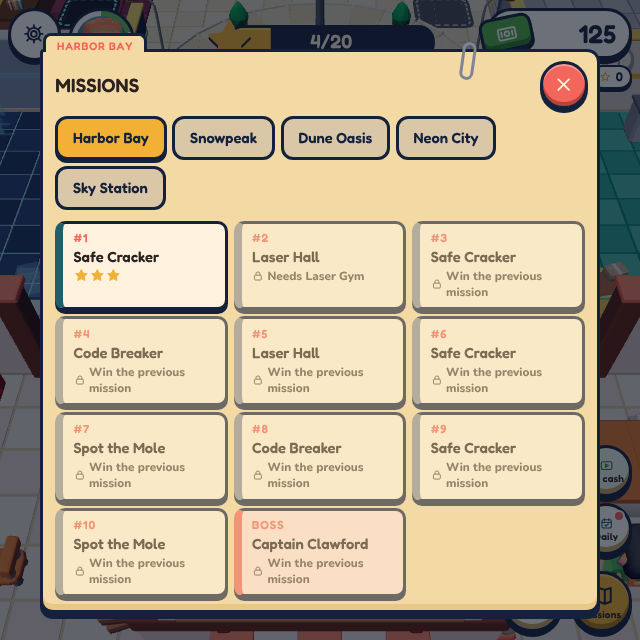 4/20
125
HARBOR BAY
0
MISSIONS
Harbor Bay
Snowpeak
Dune Oasis
Neon City
Sky Station
#1
Safe Cracker
#2
Laser Hall
Needs Laser Gym
#3
Safe Cracker
Win the previous
mission
#4
Code Breaker
Win the previous
mission
#5
Laser Hall
Win the previous
mission
#6
Safe Cracker
Win the previous
mission
#7
Spot the Mole
Win the previous
mission
#8
Code Breaker
Win the previous
mission
#9
Safe Cracker
Win the previous
mission
#10
Spot the Mole
Win the previous
mission
BOSS
Captain Clawford
Win the previous
mission
cash